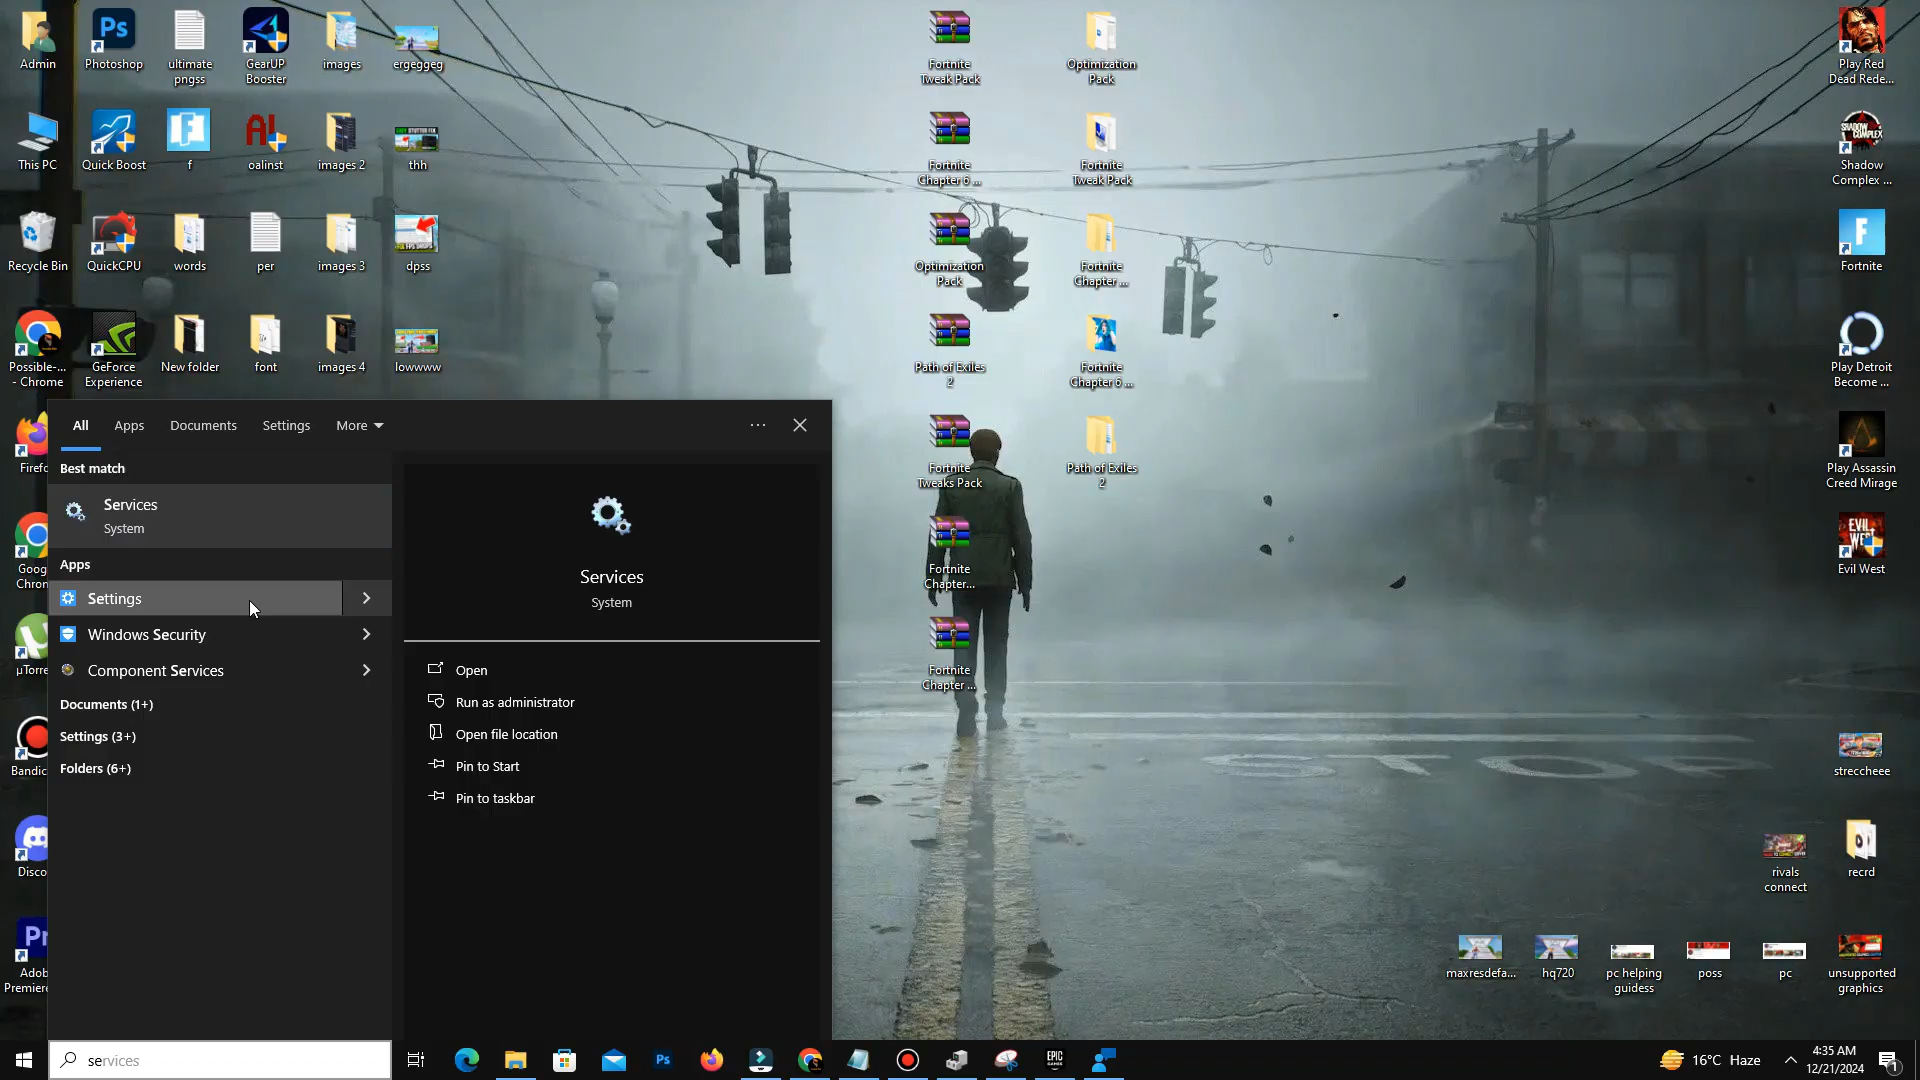 Admin
Photoshop
ultimate
pngss
GearUP
Booster
images
ergeggeg
Fortnite
Tweak Pack
Optimization
Pack
Play Red
Dead Rede...
This PC
Quick Boost
f
oalinst
images 2
thh
Fortnite
Chapter 6 ...
Fortnite
Tweak Pack
Shadow
Complex ...
Recycle Bin
QuickCPU
words
per
images 3
dpss
Optimization
Pack
Fortnite
Chapter ...
Fortnite
Possible-...
- Chrome
GeForce
Experience
New folder
font
images 4
lowwww
Path of Exiles
2
Fortnite
Chapter 6 ...
Play Detroit
Become ...
Firefo
Fortnite
Tweaks Pack
Path of Exiles
2
Play Assassin
Creed Mirage
Goog
Chron
Fortnite
Chapter...
Evil West
µTorre
Fortnite
Chapter ...
Bandic
streccheee
Disco
rivals
connect
recrd
Adob
Premiere
maxresdefa...
hq720
pc helping
guidess
poss
pc
unsupported
graphics
All
Apps
Documents
Settings
More
Best match
Services
System
Apps
Settings
Windows Security
Component Services
Documents (1+)
Settings (3+)
Folders (6+)
Services
System
Open
Run as administrator
Open file location
Pin to Start
Pin to taskbar
services
16°C Haze
4:35 AM
12/21/2024
1